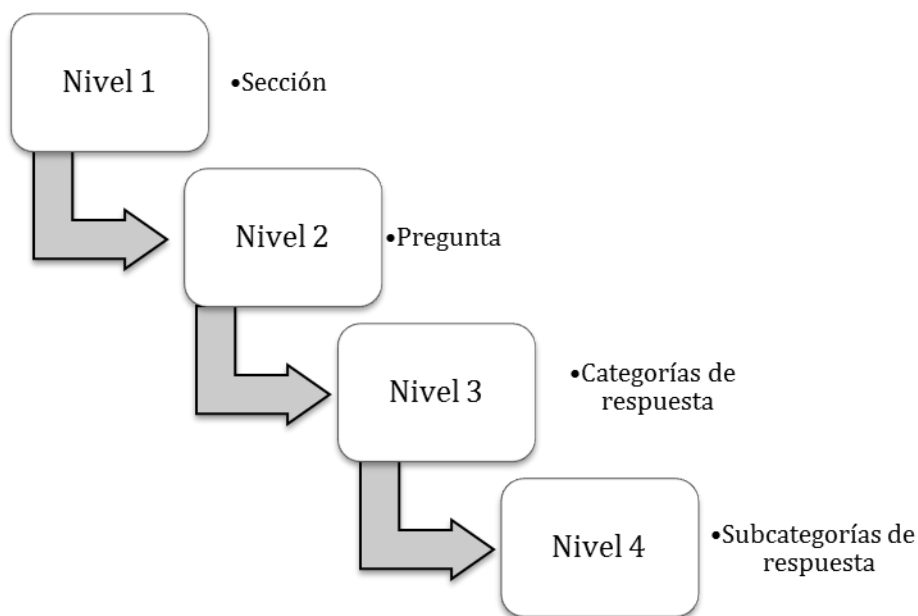 Nivel 1
•Sección
Nivel 2
•Pregunta
Nivel 3
•Categorías de
respuesta
Nivel 4
•Subcategorías de
respuesta